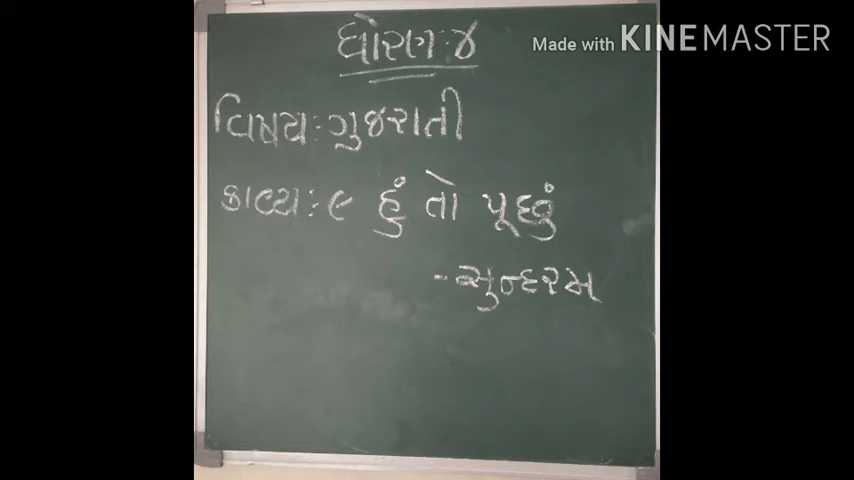 ધોરણ : ૪
Made with KINEMASTER
વિષય : ગુજરાતી
કાવ્ય : ૯ હું તો પૂછું
- સુન્દરમ્